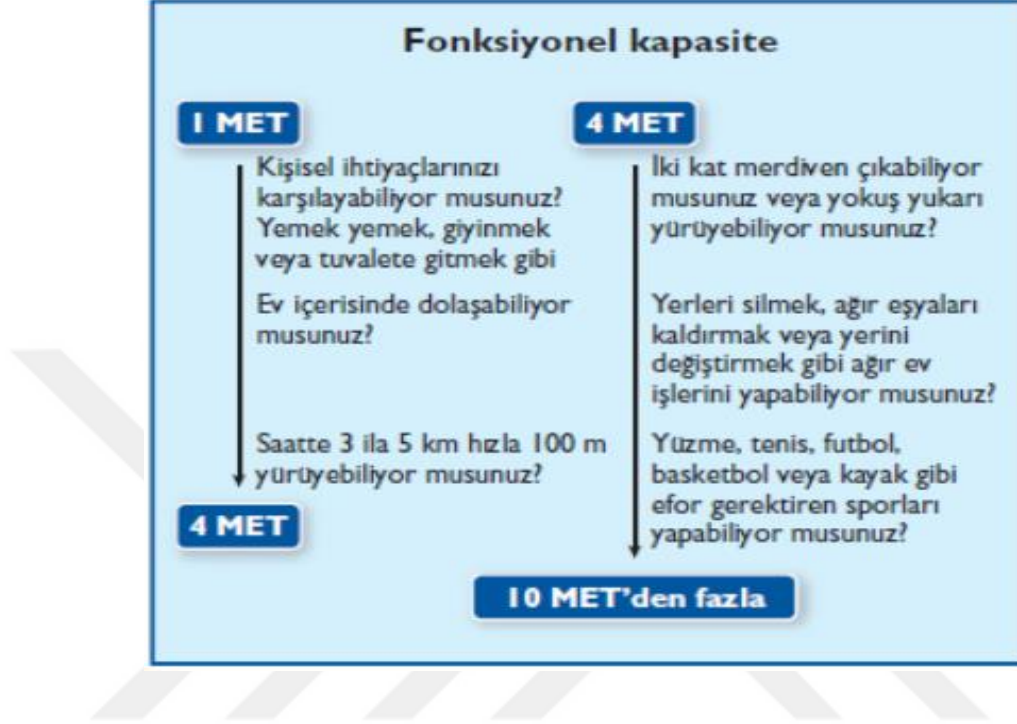 Fonksiyonel kapasite
1 MET
Kişisel ihtiyaçlarınızı
karşılayabiliyor musunuz?
Yemek yemek, giyinmek
veya tuvalete gitmek gibi
Ev içerisinde dolaşabiliyor
musunuz?
Saatte 3 ila 5 km hızla 100 m
yürüyebiliyor musunuz?
4 MET
4 MET
İki kat merdiven çıkabiliyor
musunuz veya yokuş yukarı
yürüyebiliyor musunuz?
Yerleri silmek, ağır eşyaları
kaldırmak veya yerini
değiştirmek gibi ağır ev
işlerini yapabiliyor musunuz?
Yüzme, tenis, futbol,
basketbol veya kayak gibi
efor gerektiren sporları
yapabiliyor musunuz?
10 MET’den fazla